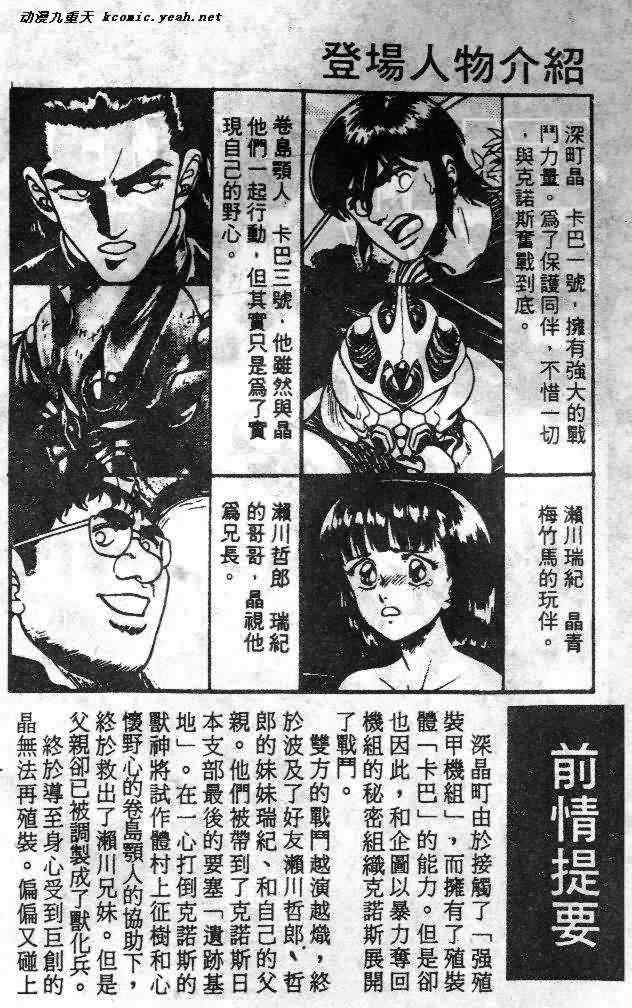 动漫九重天 kcomic.yeah.net
登場人物介紹
深町晶　卡巴一號，擁有強大的戰
鬥力量。爲了保護同伴，不惜一切
，與克諾斯奮戰到底。
卷島顎人　卡巴三號，他雖然與晶
他們一起行動，但其實只是爲了實
現自己的野心。
瀨川瑞紀　晶青
梅竹馬的玩伴。
瀨川哲郎　瑞紀
的哥哥，晶視他
爲兄長。
前情提要
深晶町由於接觸了「强殖
裝甲機組」，而擁有了殖裝
體「卡巴」的能力。但是卻
也因此，和企圖以暴力奪回
機組的秘密組織克諾斯展開
了戰鬥。
雙方的戰鬥越演越熾，終
於波及了好友瀨川哲郎、哲
郎的妹妹瑞紀、和自己的父
親。他們被帶到了克諾斯日
本支部最後的要塞「遺跡基
地」。在一心打倒克諾斯的
獸神將試作體村上征樹和心
懷野心的卷島顎人的協助下，
終於救出了瀨川兄妹。但是
父親卻已被調製成了獸化兵。
終於導至身心受到巨創的
晶無法再殖裝。偏偏又碰上